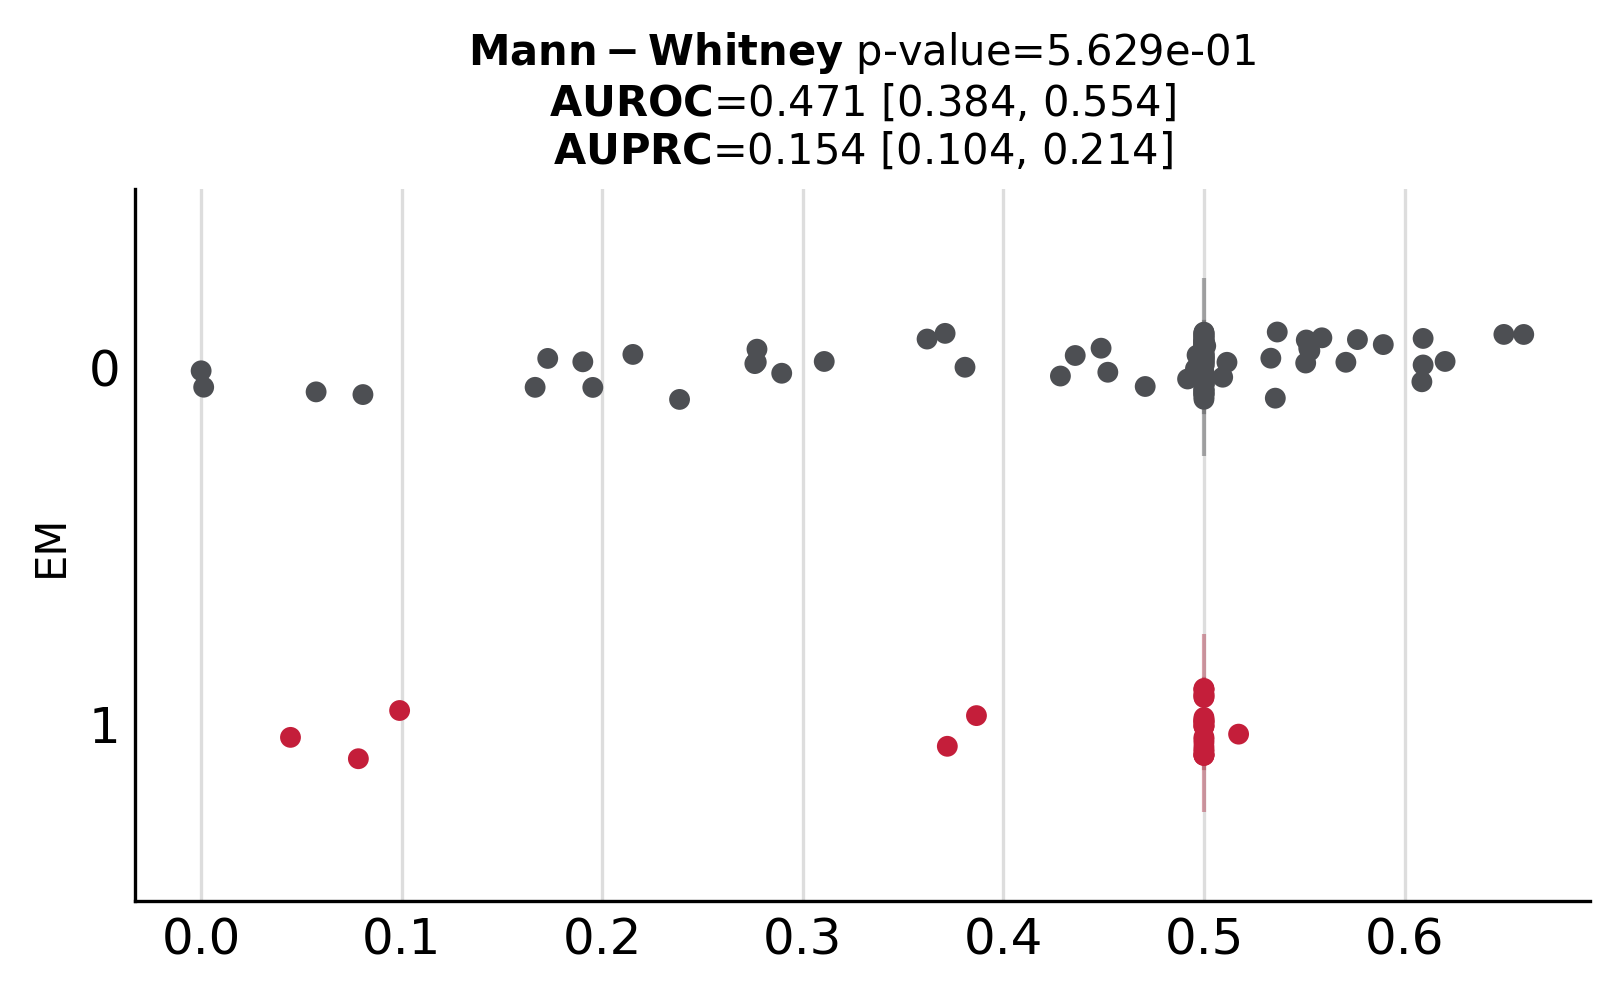 Mann − Whitney p-value=5.629e-01
AUROC=0.471 [0.384, 0.554]
AUPRC=0.154 [0.104, 0.214]
0
EM
1
0.0 0.1 0.2 0.3 0.4 0.5 0.6